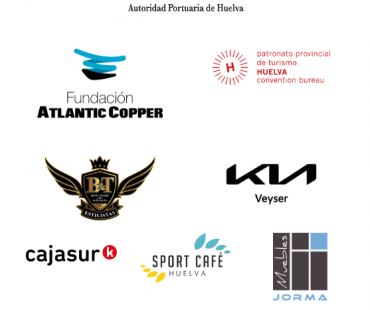 Autoridad Portuaria de Huelva
Fundación
ATLANTIC COPPER
patronato provincial
de turismo
HUELVA
convention bureau
H
B&T
ESTILISTAS
KIA
Veyser
cajasur k
SPORT CAFÉ
HUELVA
Muebles
JORMA